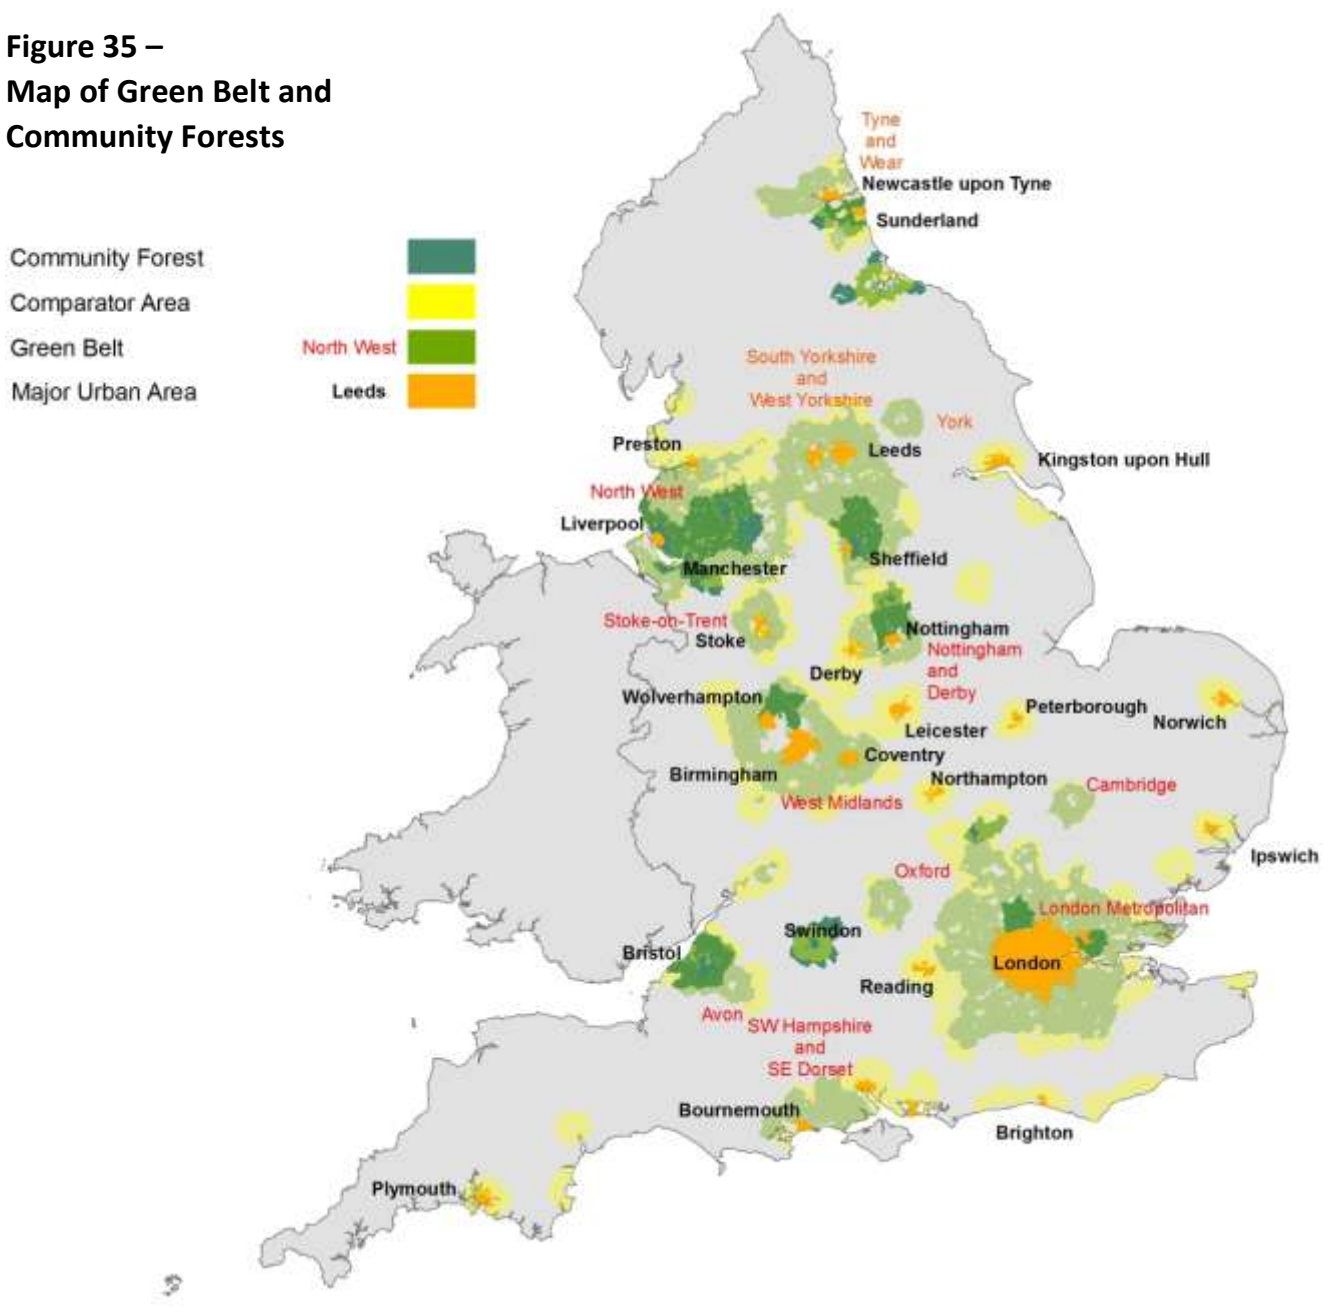 Figure 35 –
Map of Green Belt and
Community Forests
Community Forest
Comparator Area
Green Belt
North West
Major Urban Area
Leeds
Tyne
and
Wear
Newcastle upon Tyne
Sunderland
South Yorkshire
and
West Yorkshire
York
Preston
Leeds
Kingston upon Hull
North West
Liverpool
Manchester
Sheffield
Stoke-on-Trent
Stoke
Nottingham
Nottingham
and
Derby
Derby
Wolverhampton
Peterborough
Norwich
Leicester
Coventry
Birmingham
Northampton
Cambridge
West Midlands
Ipswich
Oxford
London Metropolitan
Swindon
Bristol
London
Reading
Avon
SW Hampshire
and
SE Dorset
Bournemouth
Brighton
Plymouth